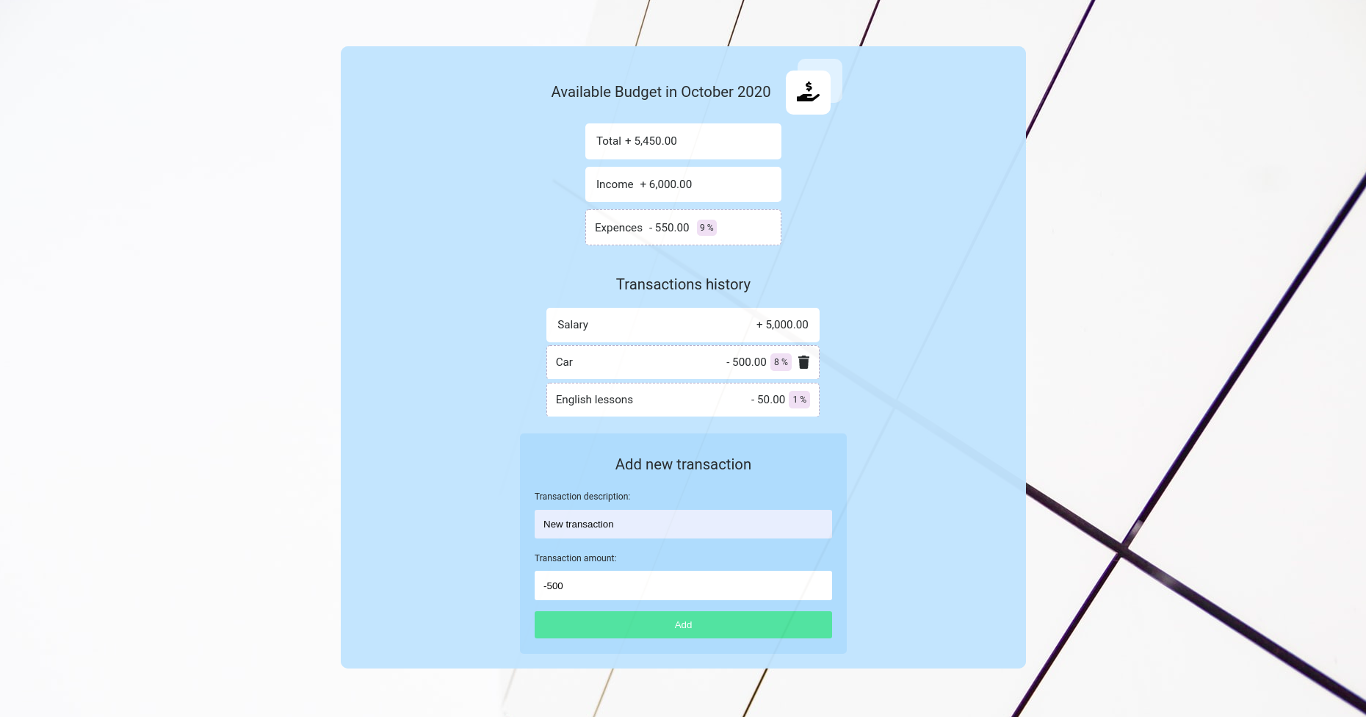 Available Budget in October 2020
Total + 5,450.00
Income + 6,000.00
Expences - 550.00 9 %
Transactions history
Salary + 5,000.00
Car - 500.00 8 %
English lessons - 50.00 1 %
Add new transaction
Transaction description:
New transaction
Transaction amount:
-500
Add